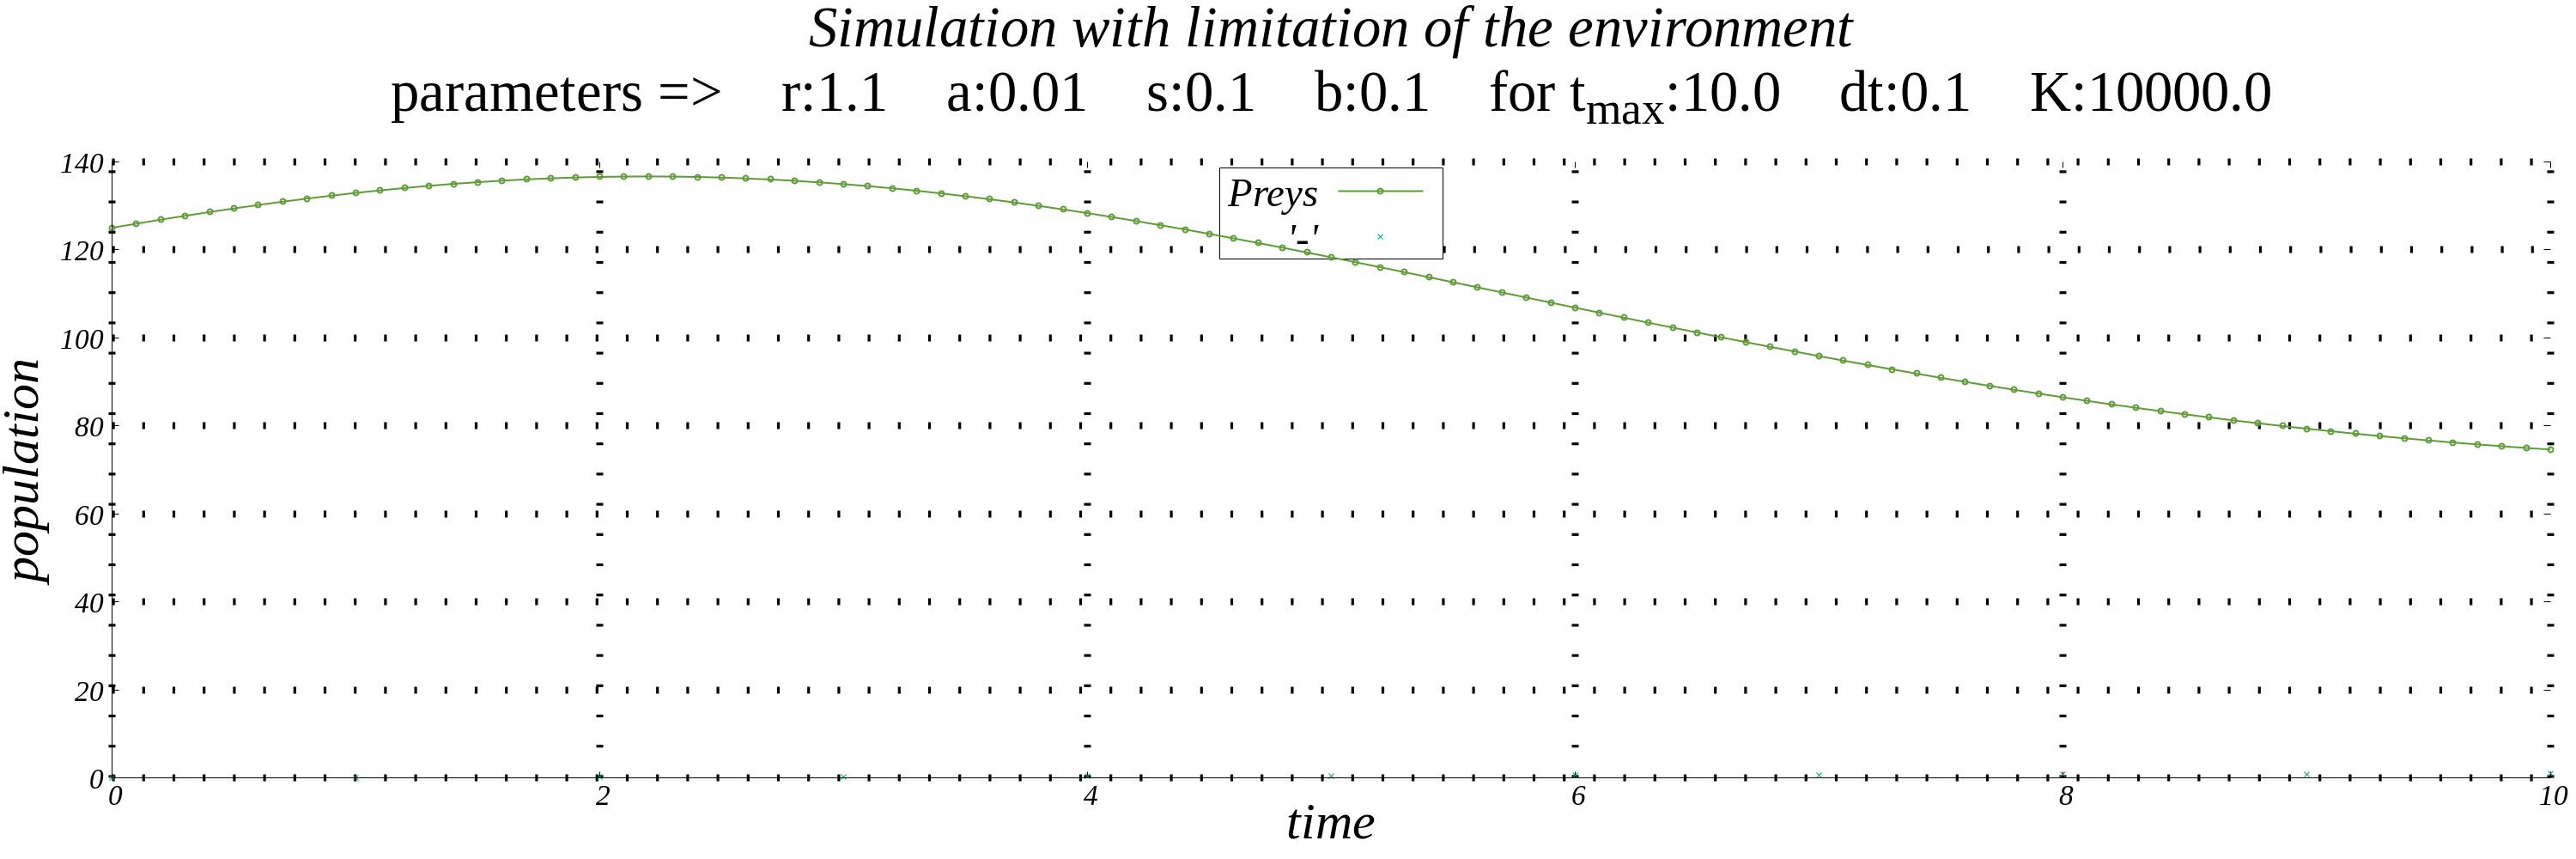 Simulation with limitation of the environment
parameters => r:1.1 a:0.01 s:0.1 b:0.1 for tmax:10.0 dt:0.1 K:10000.0
140
120
100
80
60
40
20
0
population
Preys
'-'
0 2 4 6 8 10
time